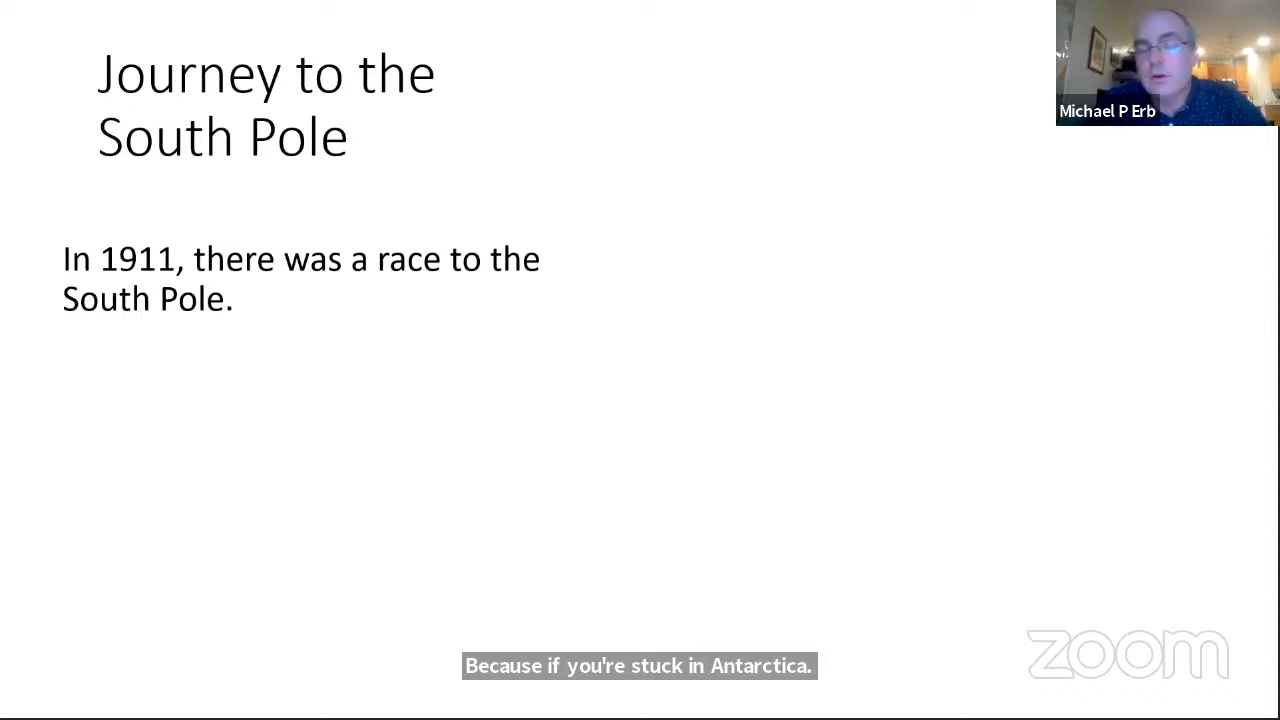 Journey to the
South Pole
Michael P Erb
In 1911, there was a race to the
South Pole.
Because if you're stuck in Antarctica.
zoom